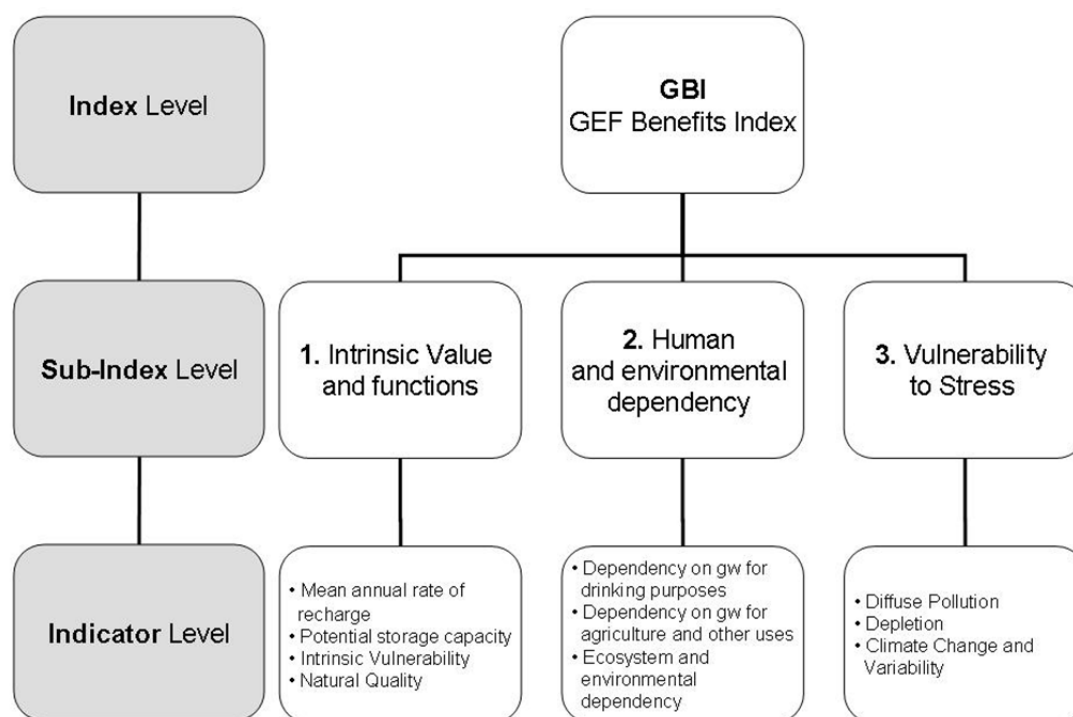 Index Level
GBI
GEF Benefits Index
Sub-Index Level
1. Intrinsic Value
and functions
2. Human
and environmental
dependency
3. Vulnerability
to Stress
Indicator Level
• Mean annual rate of
recharge
• Potential storage capacity
• Intrinsic Vulnerability
• Natural Quality
• Dependency on gw for
drinking purposes
• Dependency on gw for
agriculture and other uses
• Ecosystem and
environmental
dependency
• Diffuse Pollution
• Depletion
• Climate Change and
Variability